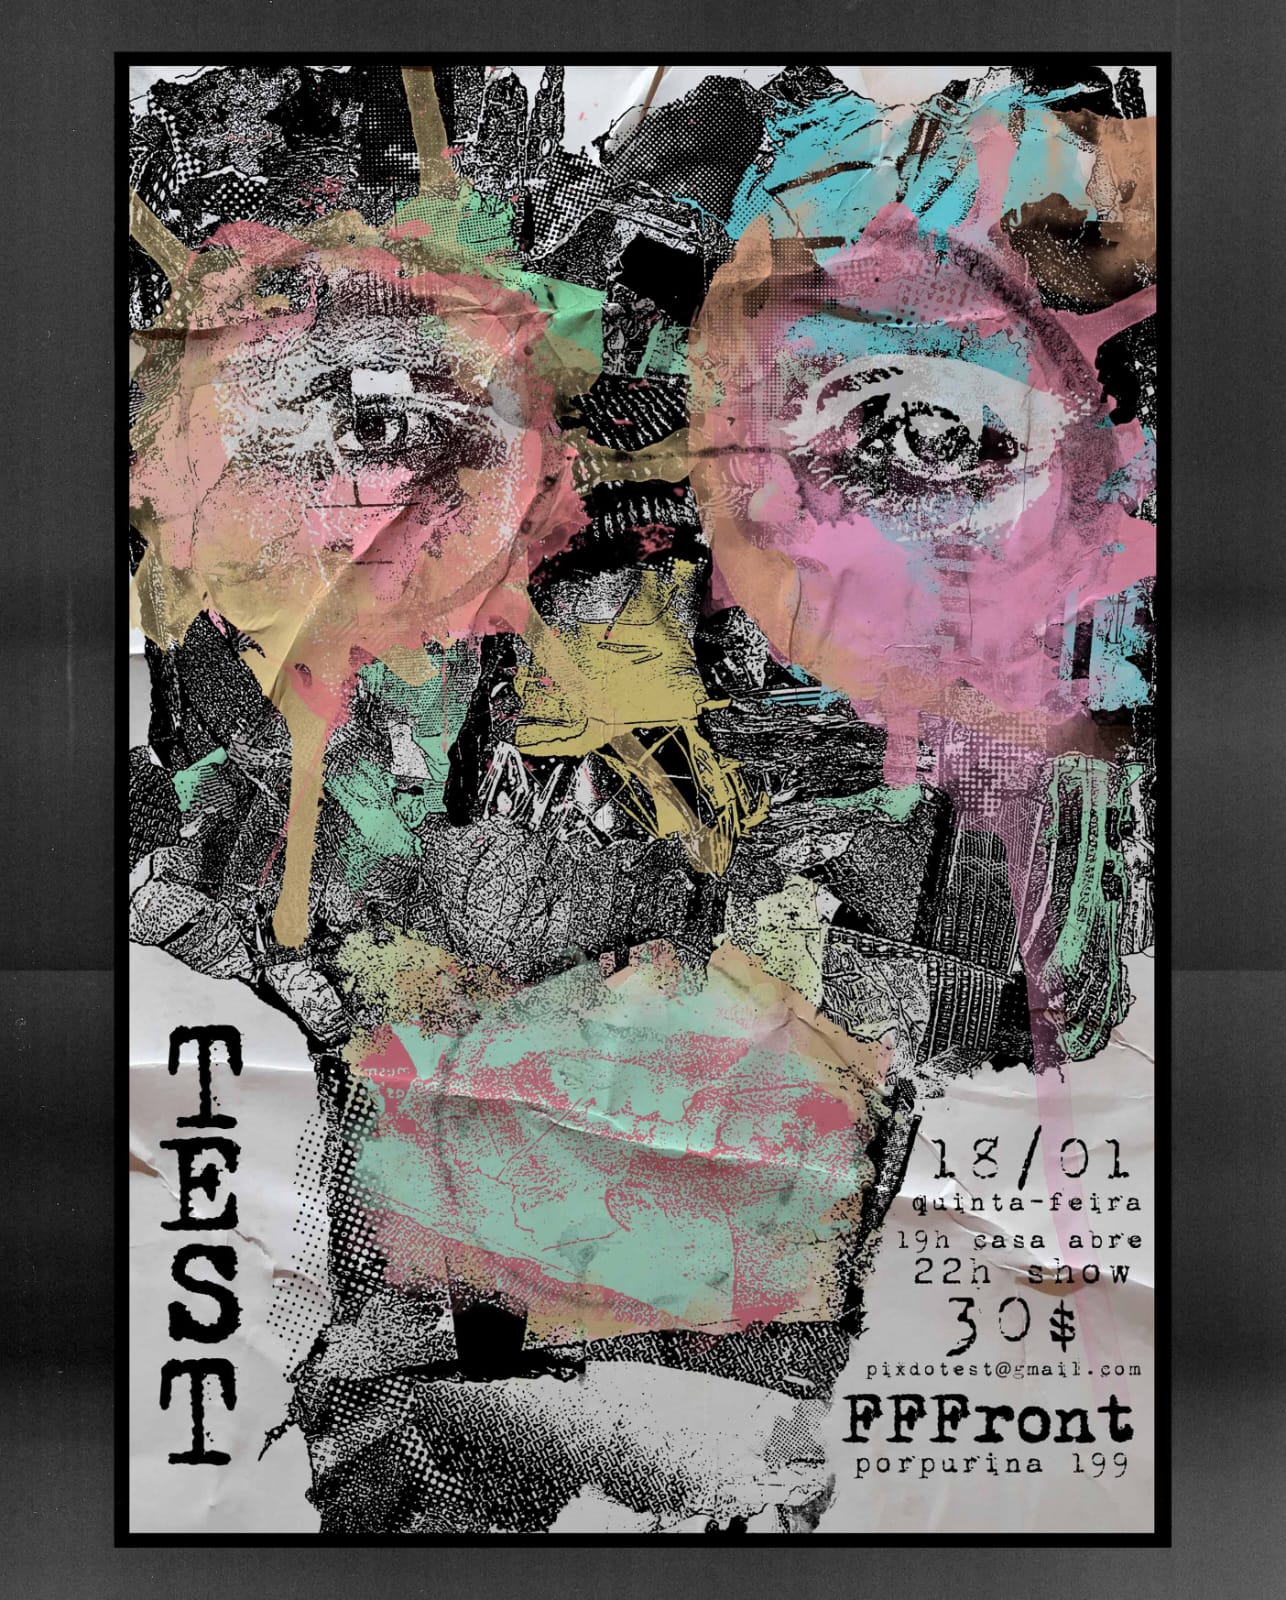 TEST
18/01
quinta-feira
19h casa abre
22h show
30$
pixdotest@gmail.com
FFFront
porpurina 199